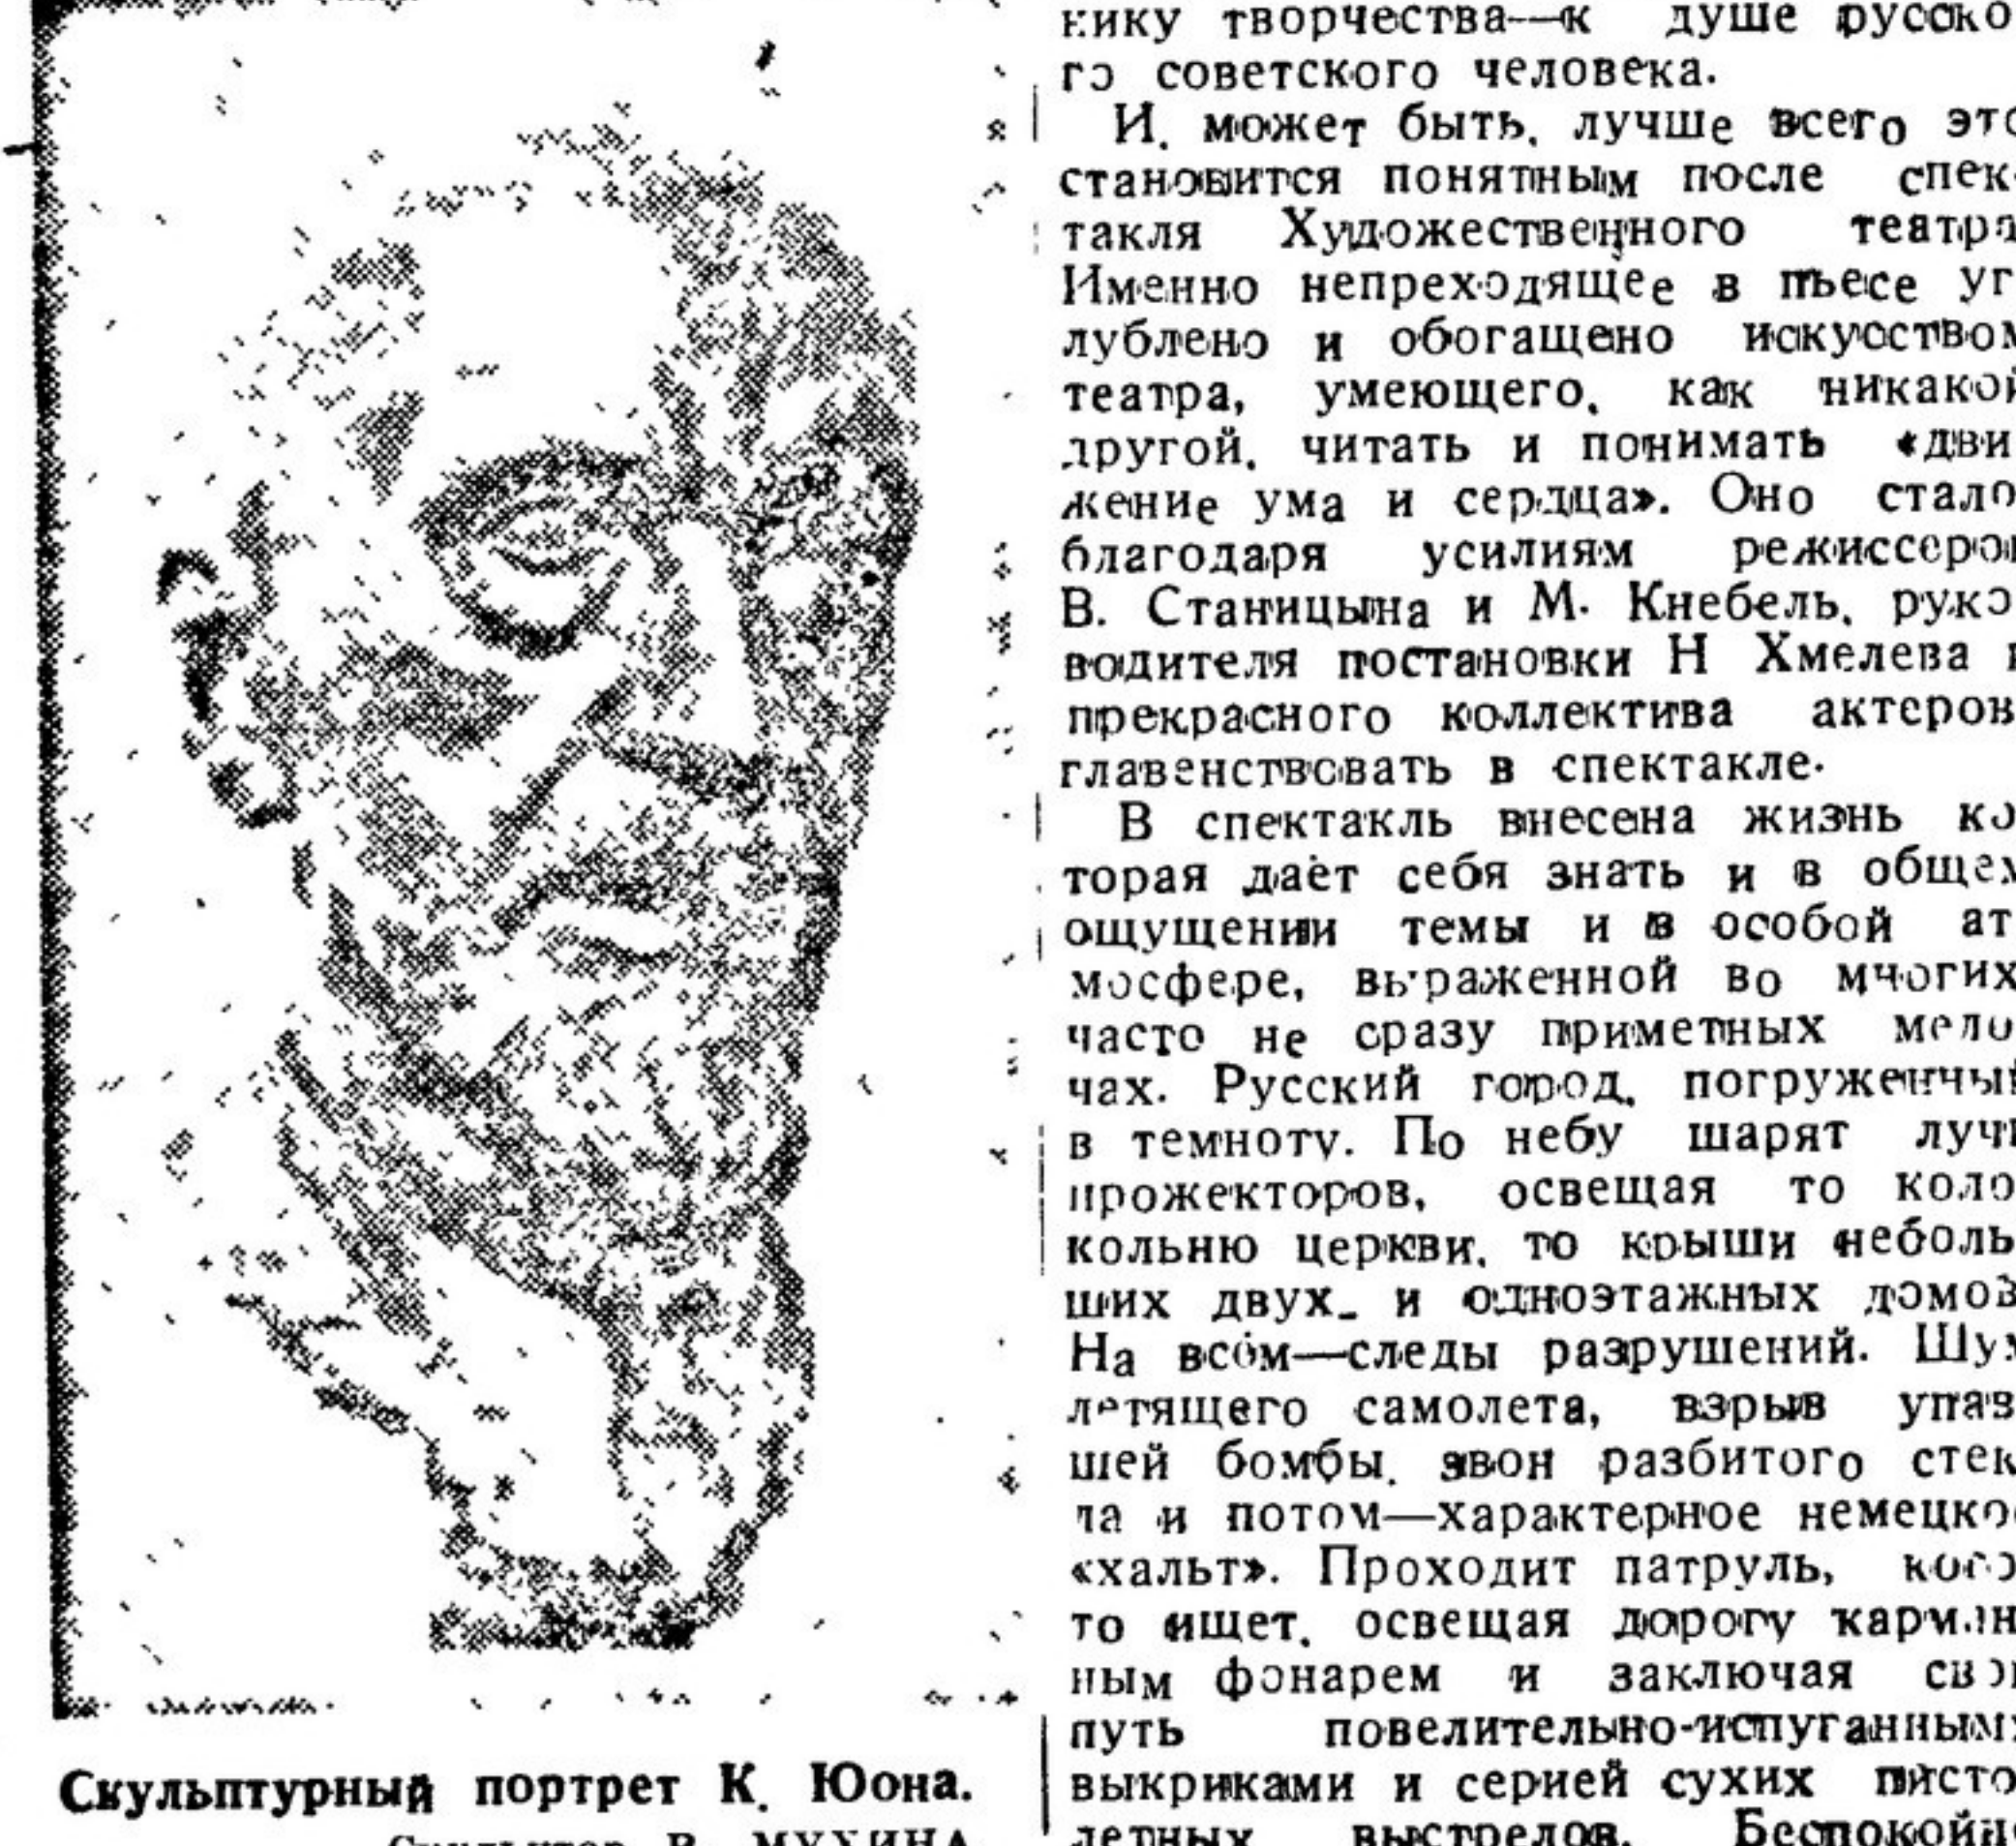 Скульптурный портрет К. Юона.
Скульптор В. МУХИНА
нику творчества—к душе русско
го советского человека.
И, может быть, лучше всего это
становится понятным после спек-
такля Художественного театра
Именно непреходящее в пьесе уг
лублено и обогащено искусством
театра, умеющего, как никакой
другой, читать и понимать «дви
жение ума и сердца». Оно стало
благодаря усилиям режиссеров
В. Станицына и М. Кнебель, руко
водителя постановки Н Хмелева и
прекрасного коллектива актеров
главенствовать в спектакле.
В спектакль внесена жизнь ко
торая даёт себя знать и в общем
ощущении темы и в особой ат
мосфере, выраженной во многих
часто не сразу приметных мело
чах. Русский город, погруженный
в темноту. По небу шарят лучи
прожекторов, освещая то коло
кольню церкви, то крыши неболь
ших двух- и одноэтажных домов
На всём—следы разрушений. Шум
летящего самолета, взрыв упав
шей бомбы, звон разбитого стек
ла и потом—характерное немецкое
«хальт». Проходит патруль, кого
то ищет, освещая дорогу карман
ным фонарем и заключая свой
путь повелительно-испуганными
выкриками и серией сухих писто
летных выстрелов. Беспокойн